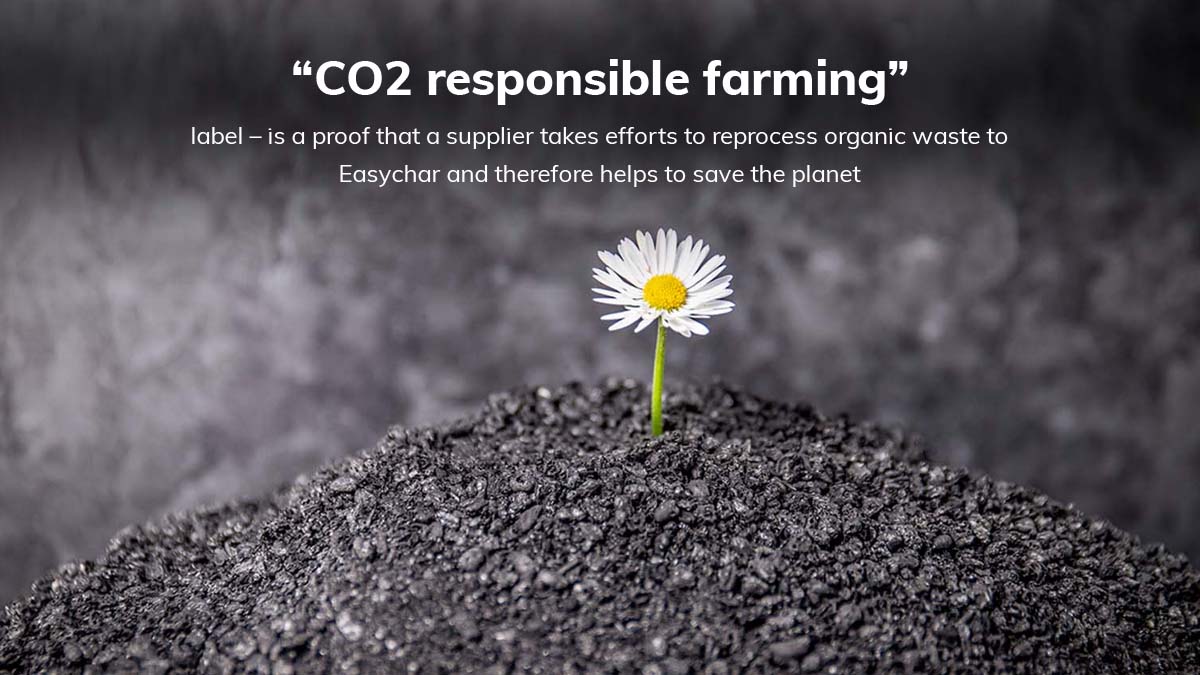 “CO2 responsible farming”
label – is a proof that a supplier takes efforts to reprocess organic waste to
Easychar and therefore helps to save the planet